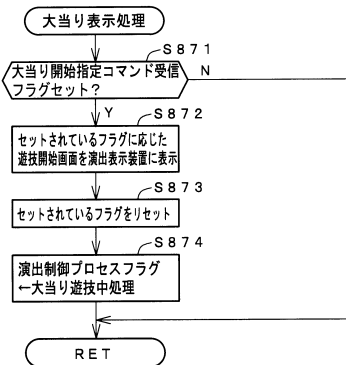 大当り表示処理
S871
大当り開始指定コマンド受信
フラグセット？
N
Y
S872
セットされているフラグに応じた
遊技開始画面を演出表示装置に表示
S873
セットされているフラグをリセット
S874
演出制御プロセスフラグ
←大当り遊技中処理
RET